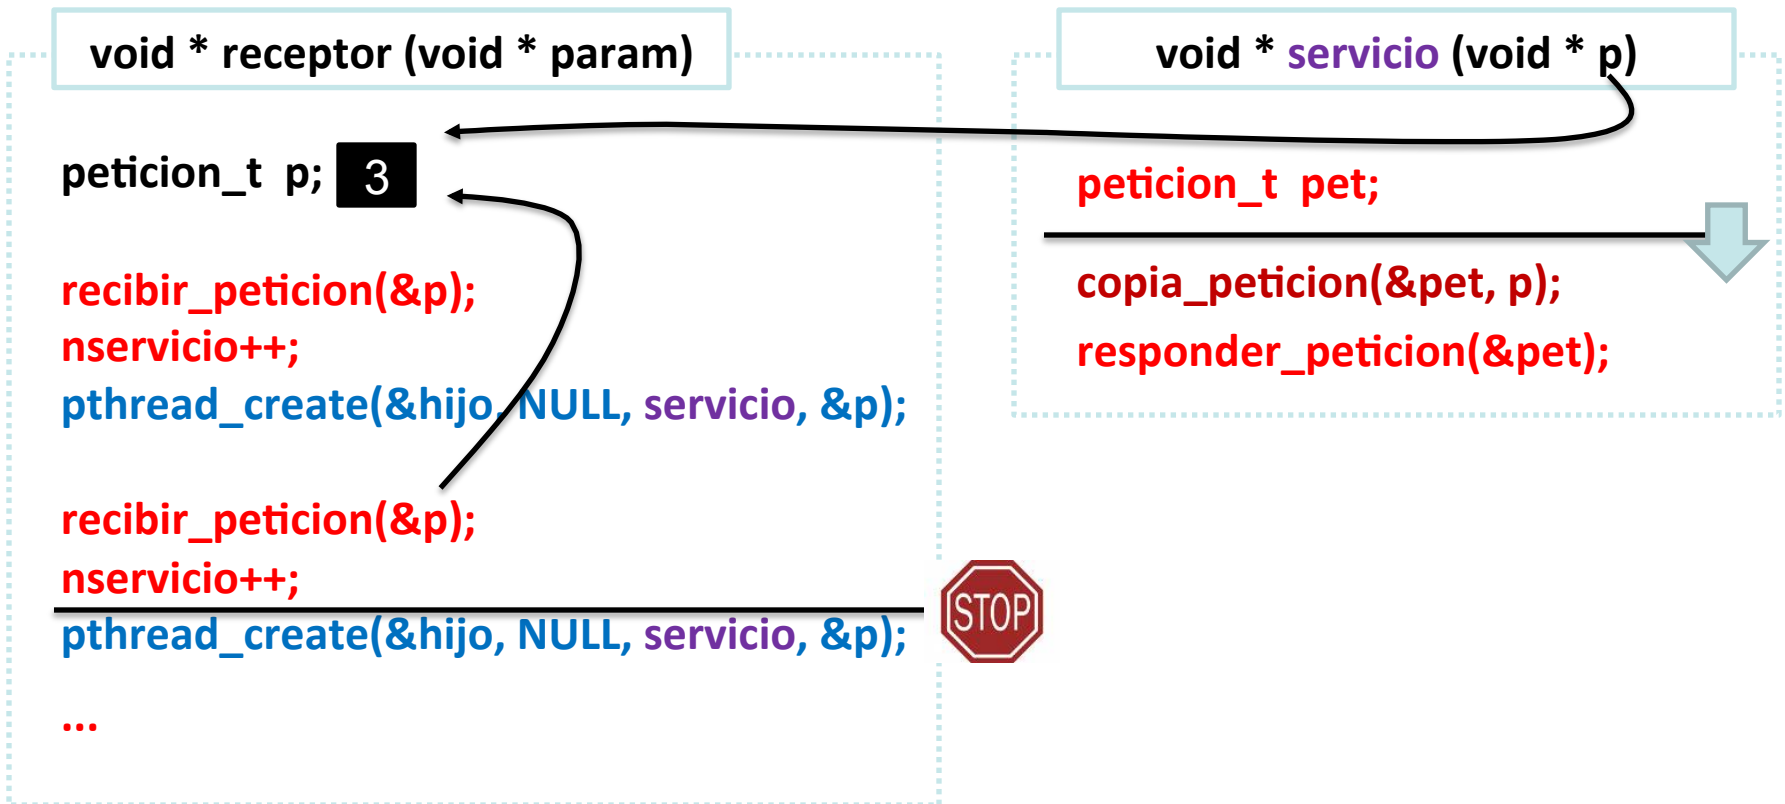 void * receptor (void * param)
peticion_t p; 3
recibir_peticion(&p);
nservicio++;
pthread_create(&hijo, NULL, servicio, &p);
recibir_peticion(&p);
nservicio++;
pthread_create(&hijo, NULL, servicio, &p);
...
STOP
void * servicio (void * p)
peticion_t pet;
copia_peticion(&pet, p);
responder_peticion(&pet);